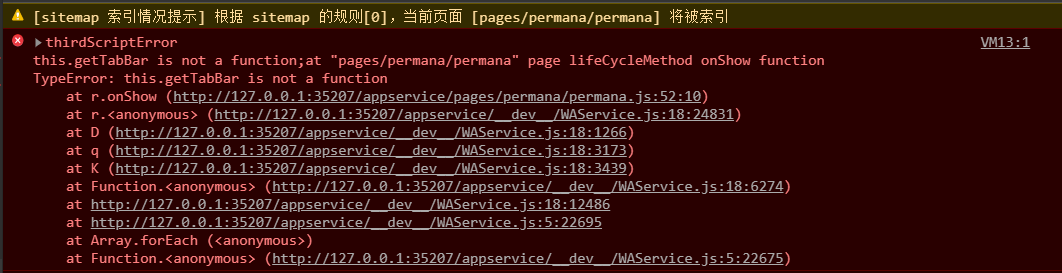 [sitemap 索引情况提示] 根据 sitemap 的规则[0]，当前页面 [pages/permana/permana] 将被索引
thirdScriptError VM13:1
this.getTabBar is not a function;at "pages/permana/permana" page lifeCycleMethod onShow function
TypeError: this.getTabBar is not a function
at r.onShow (http://127.0.0.1:35207/appservice/pages/permana/permana.js:52:10)
at r.<anonymous> (http://127.0.0.1:35207/appservice/__dev__/WAService.js:18:24831)
at D (http://127.0.0.1:35207/appservice/__dev__/WAService.js:18:1266)
at q (http://127.0.0.1:35207/appservice/__dev__/WAService.js:18:3173)
at K (http://127.0.0.1:35207/appservice/__dev__/WAService.js:18:3439)
at Function.<anonymous> (http://127.0.0.1:35207/appservice/__dev__/WAService.js:18:6274)
at http://127.0.0.1:35207/appservice/__dev__/WAService.js:18:12486
at http://127.0.0.1:35207/appservice/__dev__/WAService.js:5:22695
at Array.forEach (<anonymous>)
at Function.<anonymous> (http://127.0.0.1:35207/appservice/__dev__/WAService.js:5:22675)